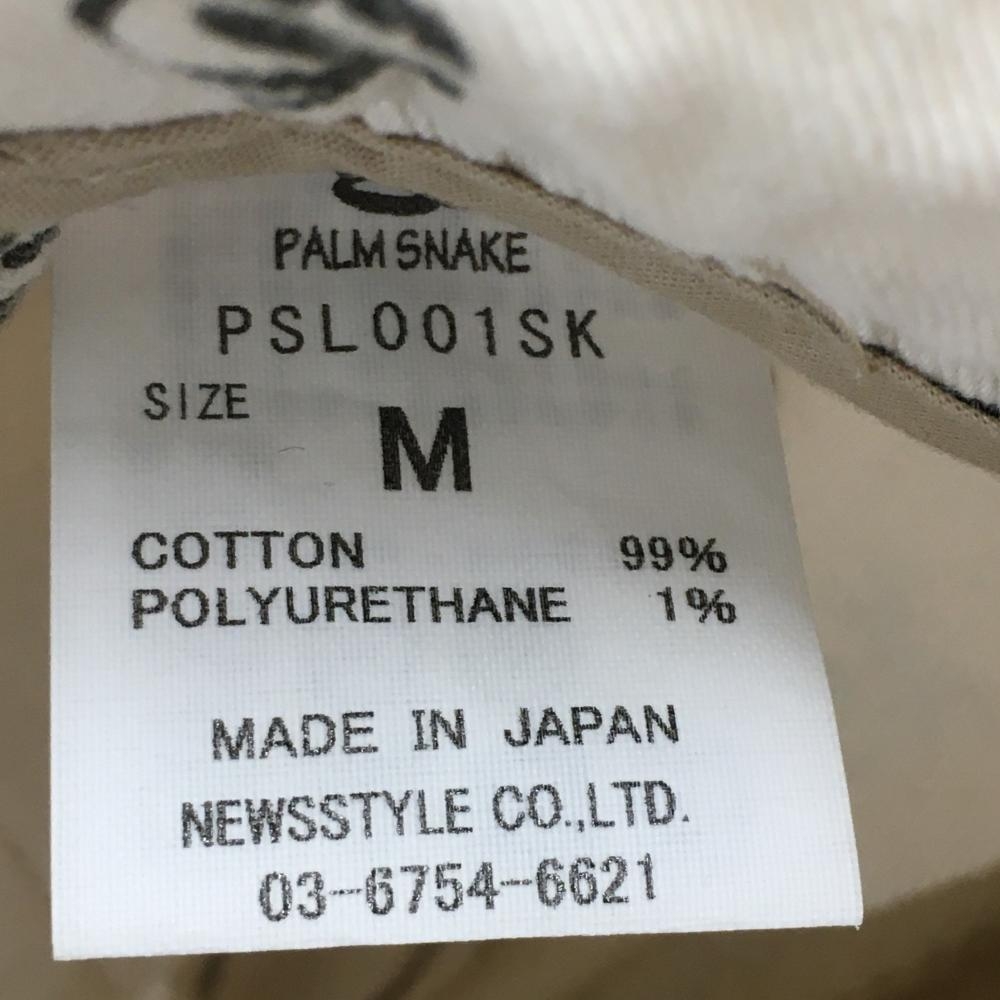 PALM SNAKE
PSL001SK
SIZE
M
COTTON 99%
POLYURETHANE 1%
MADE IN JAPAN
NEWSSTYLE CO.,LTD.
03-6754-6621